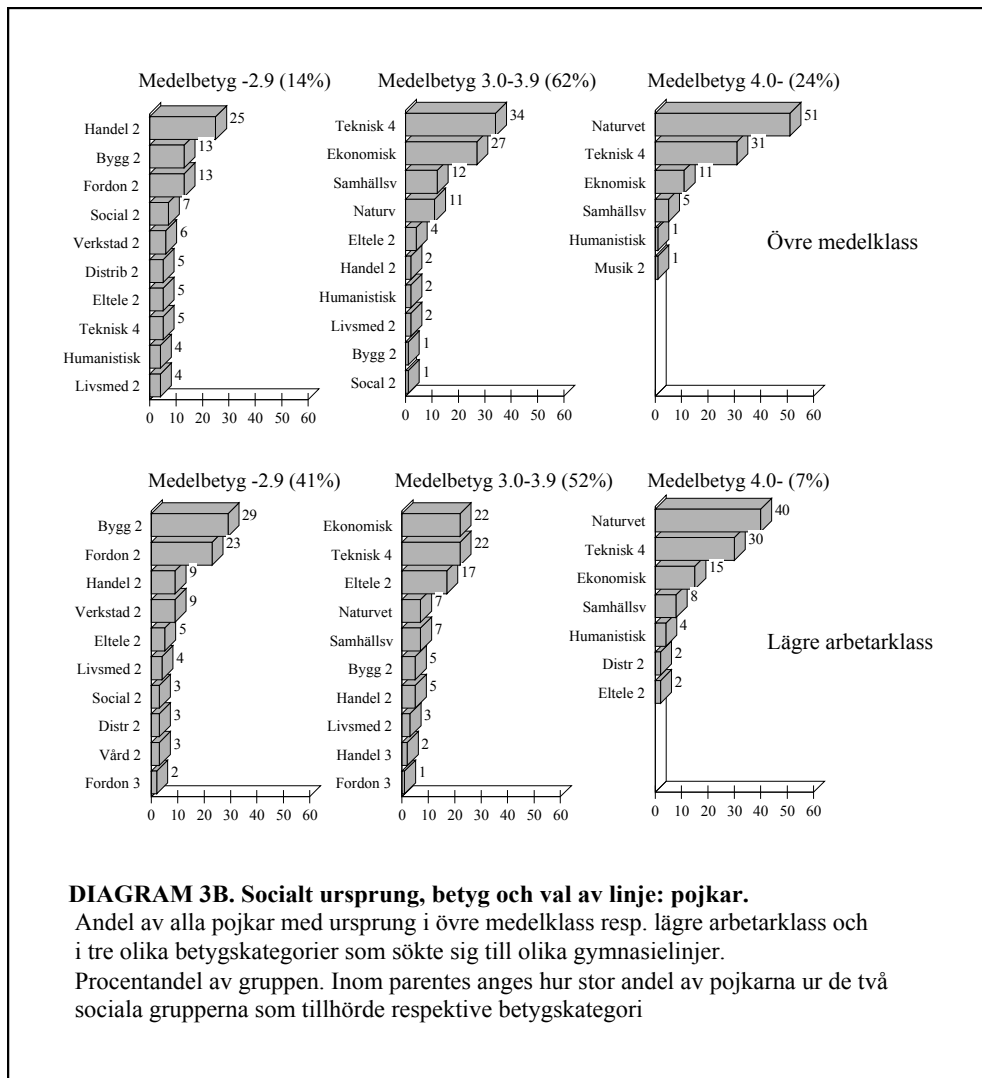 Medelbetyg -2.9 (14%)
Handel 2 25
Bygg 2 13
Fordon 2 13
Social 2 7
Verkstad 2 6
Distrib 2 5
Eltele 2 5
Teknisk 4 5
Humanistisk 4
Livsmed 2 4
0 10 20 30 40 50 60
Medelbetyg 3.0-3.9 (62%)
Teknisk 4 34
Ekonomisk 27
Samhällsv 12
Naturv 11
Eltele 2 4
Handel 2 2
Humanistisk 2
Livsmed 2 2
Bygg 2 1
Socal 2 1
0 10 20 30 40 50 60
Medelbetyg 4.0- (24%)
Naturvet 51
Teknisk 4 31
Eknomisk 11
Samhällsv 5
Humanistisk 1
Musik 2 1
0 10 20 30 40 50 60
Övre medelklass
Medelbetyg -2.9 (41%)
Bygg 2 29
Fordon 2 23
Handel 2 9
Verkstad 2 9
Eltele 2 5
Livsmed 2 4
Social 2 3
Distr 2 3
Vård 2 3
Fordon 3 2
0 10 20 30 40 50 60
Medelbetyg 3.0-3.9 (52%)
Ekonomisk 22
Teknisk 4 22
Eltele 2 17
Naturvet 7
Samhällsv 7
Bygg 2 5
Handel 2 5
Livsmed 2 3
Handel 3 2
Fordon 3 1
0 10 20 30 40 50 60
Medelbetyg 4.0- (7%)
Naturvet 40
Teknisk 4 30
Ekonomisk 15
Samhällsv 8
Humanistisk 4
Distr 2 2
Eltele 2 2
0 10 20 30 40 50 60
Lägre arbetarklass
DIAGRAM 3B. Socialt ursprung, betyg och val av linje: pojkar.
Andel av alla pojkar med ursprung i övre medelklass resp. lägre arbetarklass och
i tre olika betygskategorier som sökte sig till olika gymnasielinjer.
Procentandel av gruppen. Inom parentes anges hur stor andel av pojkarna ur de två
sociala grupperna som tillhörde respektive betygskategori